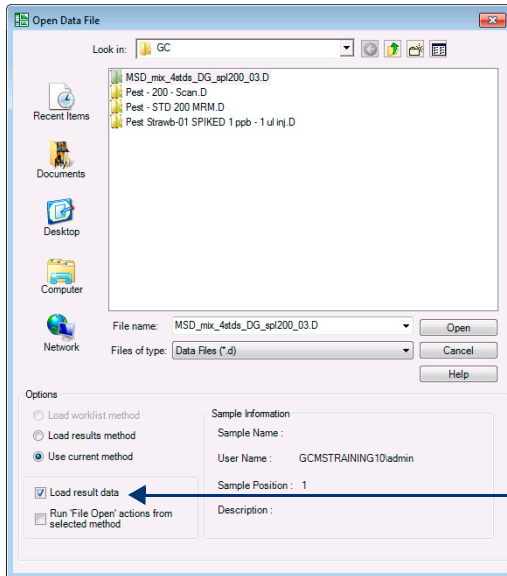 Open Data File
Look in: GC
MSD_mix_4stds_DG_spl200_03.D
Pest - 200 - Scan.D
Pest - STD 200 MRM.D
Pest Strawb-01 SPIKED 1 ppb - 1 ul inj.D
Recent Items
Documents
Desktop
Computer
Network
File name: MSD_mix_4stds_DG_spl200_03.D Open
Files of type: Data Files (*.d) Cancel
Help
Options
Load worklist method
Load results method
Use current method
Load result data
Run 'File Open' actions from
selected method
Sample Information
Sample Name :
User Name : GCMSTRAINING10\admin
Sample Position : 1
Description :